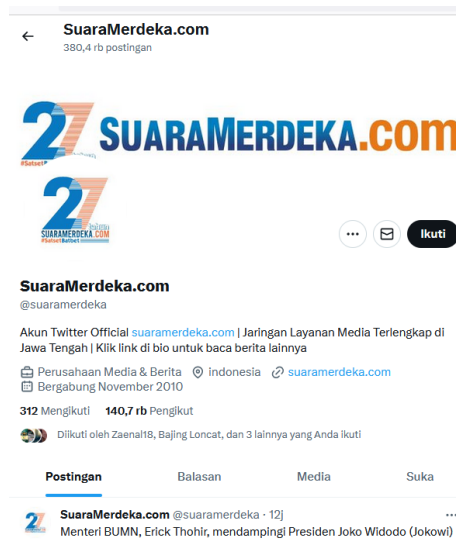 SuaraMerdeka.com
380,4 rb postingan
27 SUARAMERDEKA.com
#Satset
27 tahun
SUARAMERDEKA.COM
#SatsetBatbet
Ikuti
SuaraMerdeka.com
@suaramerdeka
Akun Twitter Official suaramerdeka.com | Jaringan Layanan Media Terlengkap di
Jawa Tengah | Klik link di bio untuk baca berita lainnya
Perusahaan Media & Berita indonesia suaramerdeka.com
Bergabung November 2010
312 Mengikuti 140,7 rb Pengikut
Diikuti oleh Zaenal18, Bajing Loncat, dan 3 lainnya yang Anda ikuti
Postingan Balasan Media Suka
27 SuaraMerdeka.com @suaramerdeka · 12j
Menteri BUMN, Erick Thohir, mendampingi Presiden Joko Widodo (Jokowi)